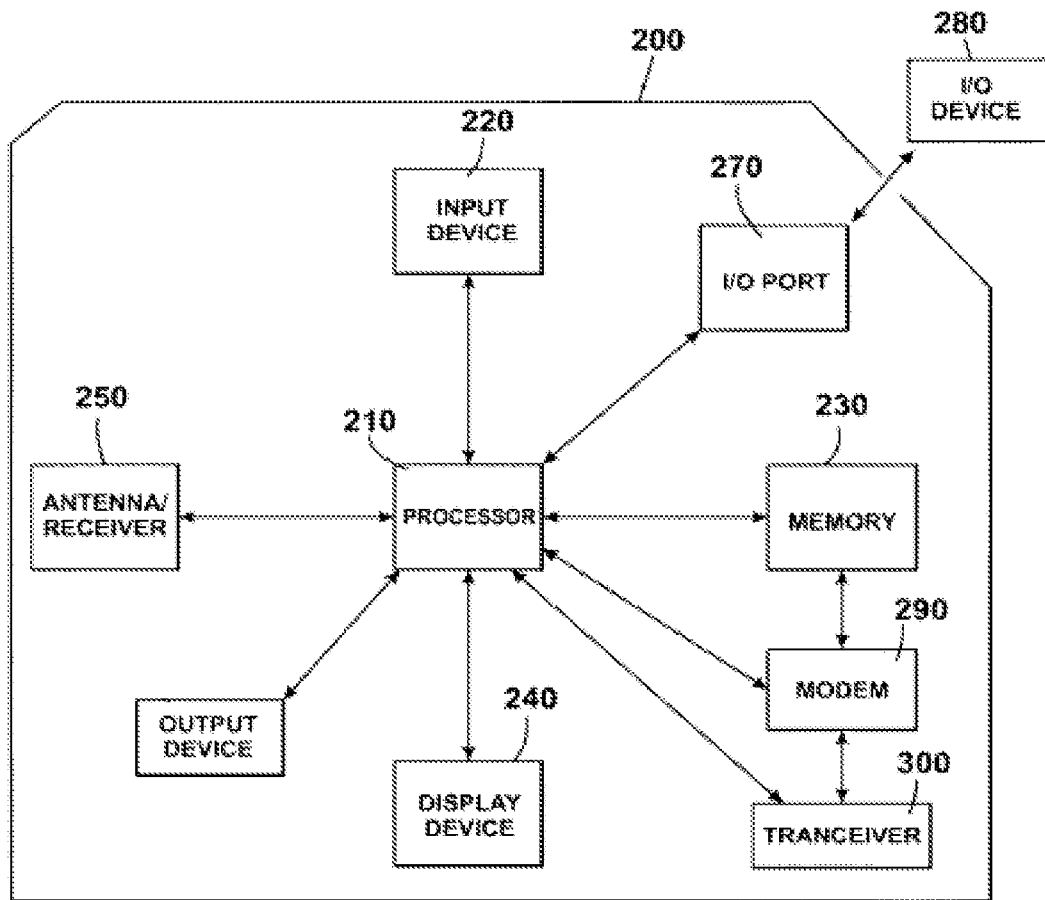 280
200
I/O
DEVICE
220
270
INPUT
DEVICE
I/O PORT
250
210
230
ANTENNA/
RECEIVER
PROCESSOR
MEMORY
290
MODEM
240
OUTPUT
DEVICE
300
DISPLAY
DEVICE
TRANCEIVER